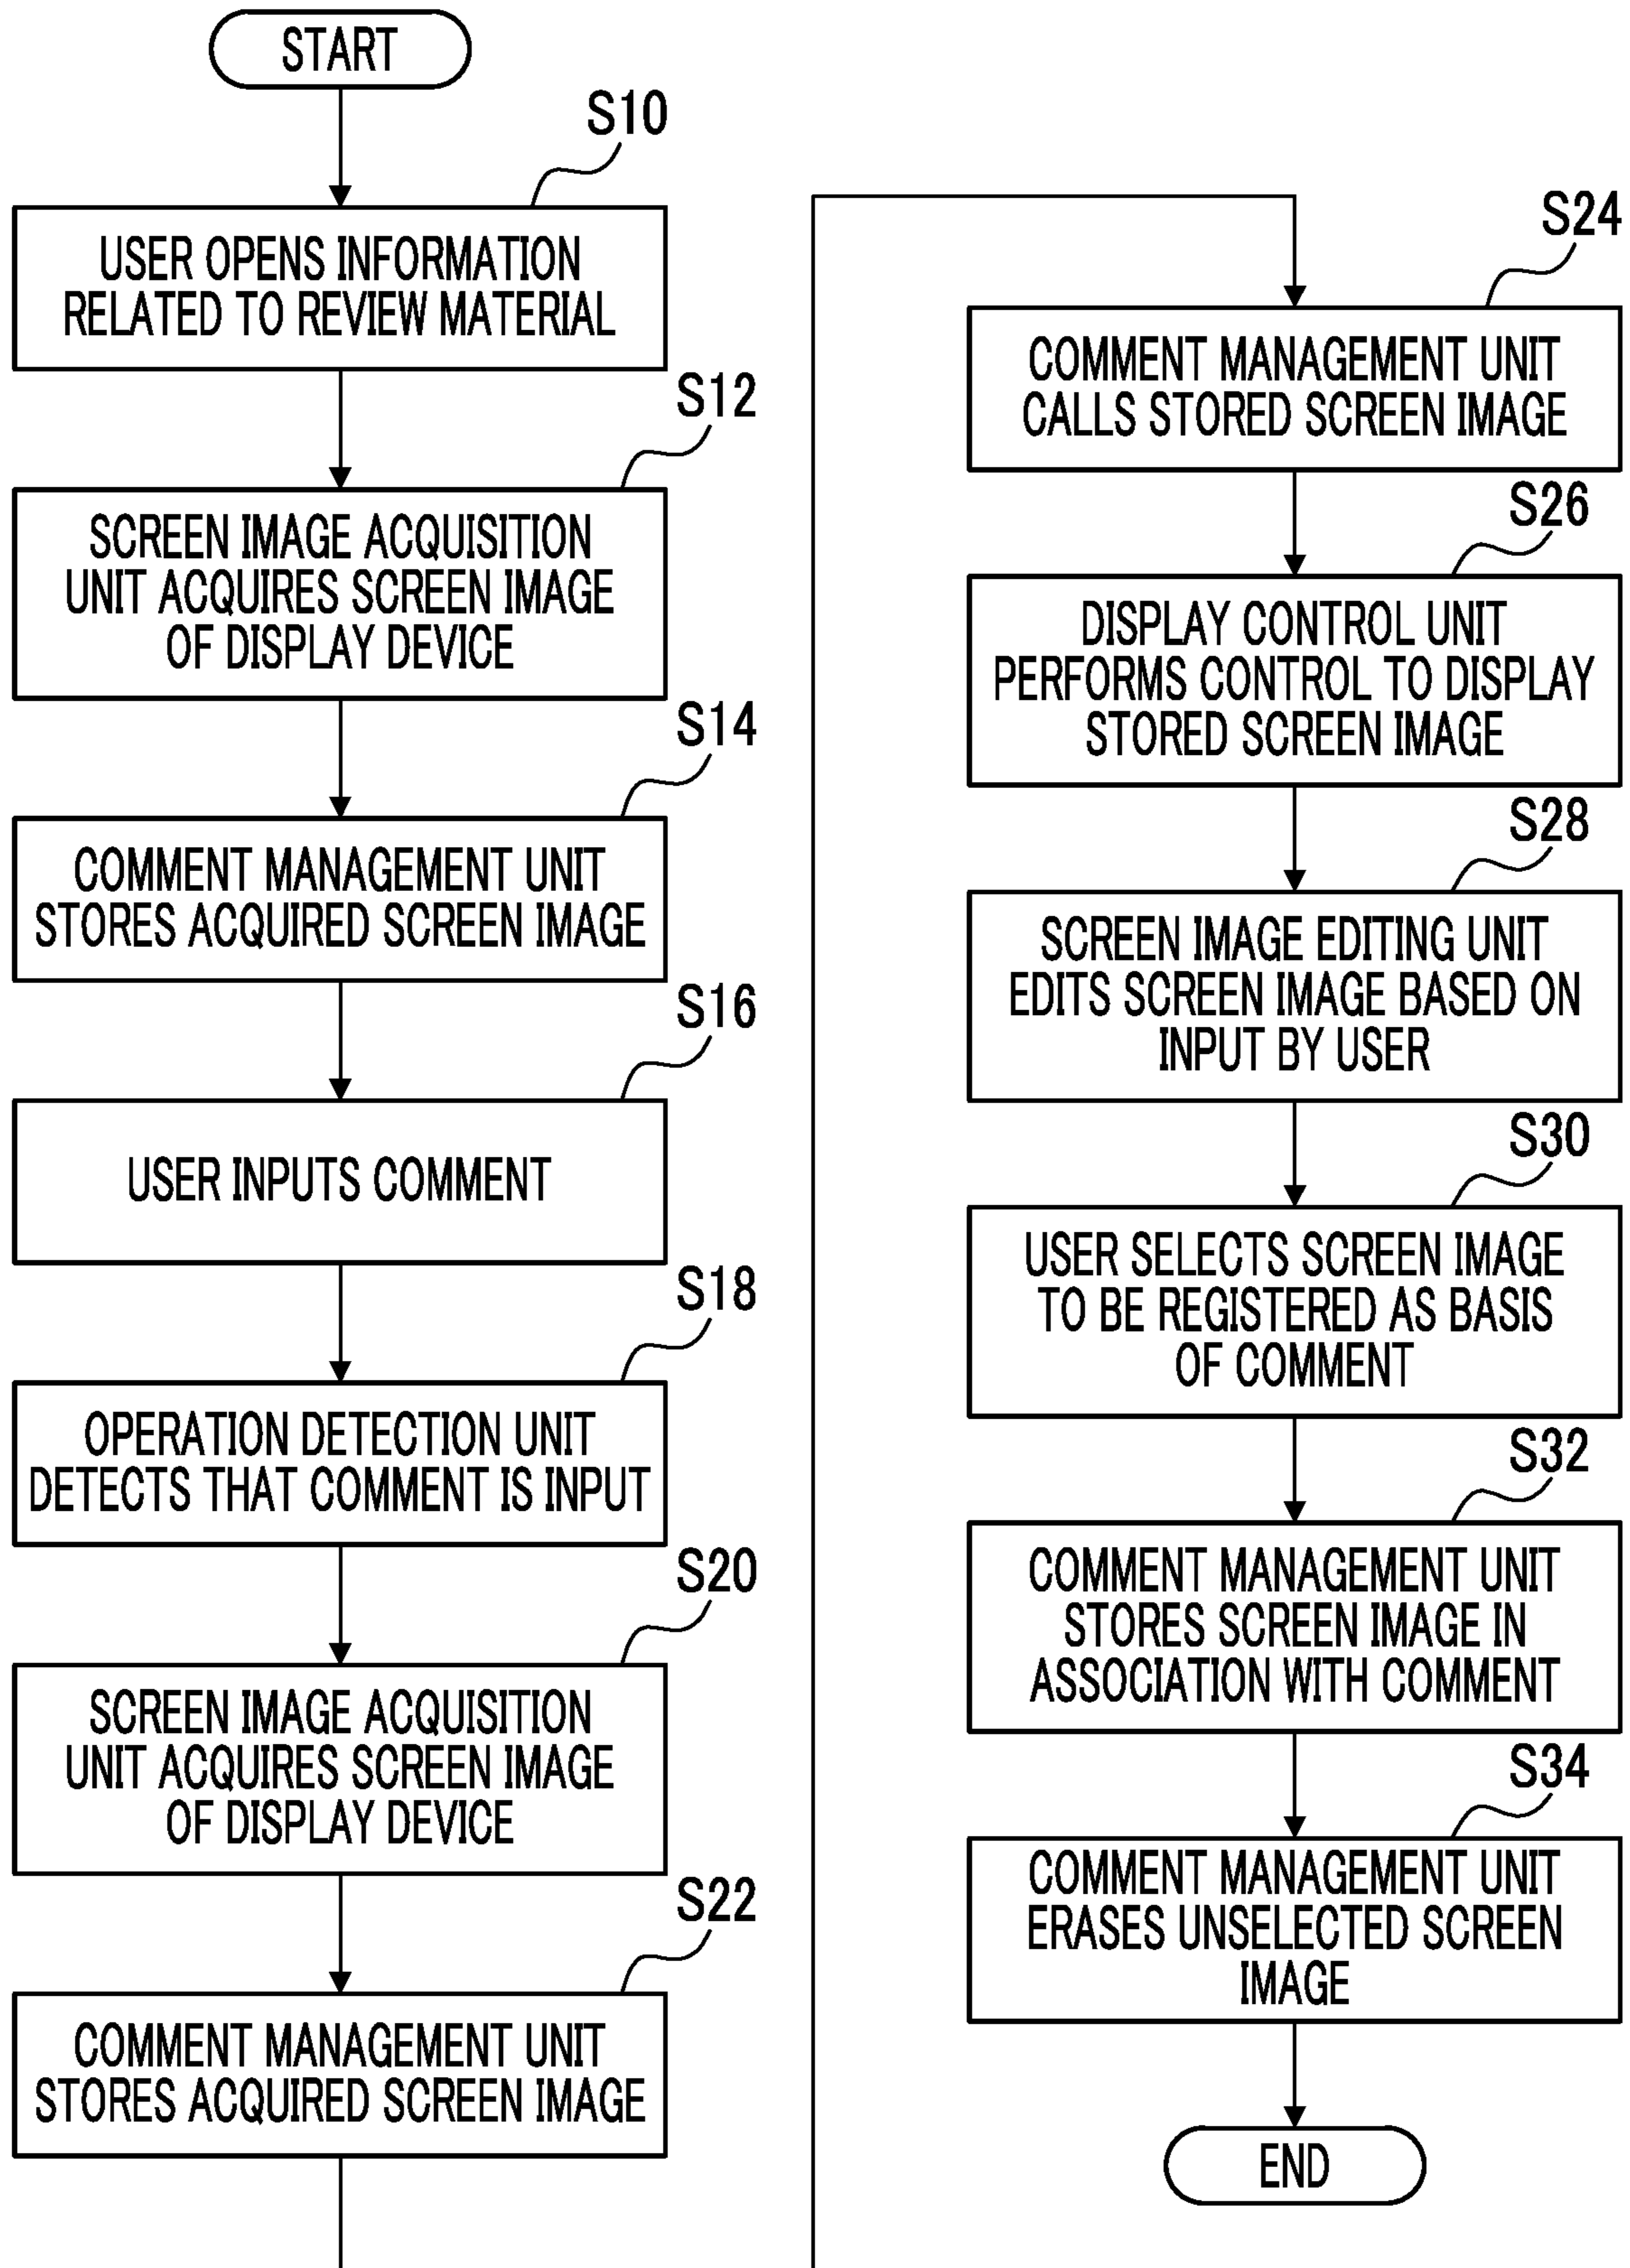 START
S10
USER OPENS INFORMATION
RELATED TO REVIEW MATERIAL
S12
SCREEN IMAGE ACQUISITION
UNIT ACQUIRES SCREEN IMAGE
OF DISPLAY DEVICE
S14
COMMENT MANAGEMENT UNIT
STORES ACQUIRED SCREEN IMAGE
S16
USER INPUTS COMMENT
S18
OPERATION DETECTION UNIT
DETECTS THAT COMMENT IS INPUT
S20
SCREEN IMAGE ACQUISITION
UNIT ACQUIRES SCREEN IMAGE
OF DISPLAY DEVICE
S22
COMMENT MANAGEMENT UNIT
STORES ACQUIRED SCREEN IMAGE
S24
COMMENT MANAGEMENT UNIT
CALLS STORED SCREEN IMAGE
S26
DISPLAY CONTROL UNIT
PERFORMS CONTROL TO DISPLAY
STORED SCREEN IMAGE
S28
SCREEN IMAGE EDITING UNIT
EDITS SCREEN IMAGE BASED ON
INPUT BY USER
S30
USER SELECTS SCREEN IMAGE
TO BE REGISTERED AS BASIS
OF COMMENT
S32
COMMENT MANAGEMENT UNIT
STORES SCREEN IMAGE IN
ASSOCIATION WITH COMMENT
S34
COMMENT MANAGEMENT UNIT
ERASES UNSELECTED SCREEN
IMAGE
END